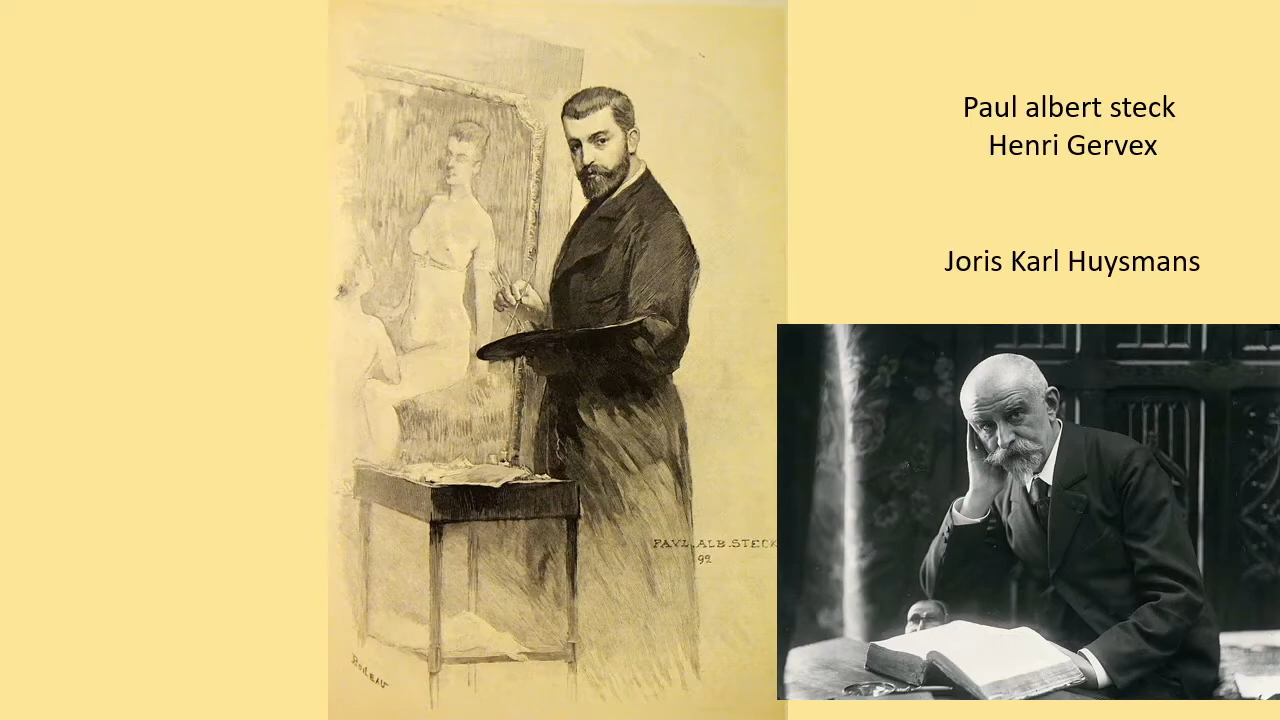 Paul albert steck
Henri Gervex
Joris Karl Huysmans
PAUL.ALB.STECK
92